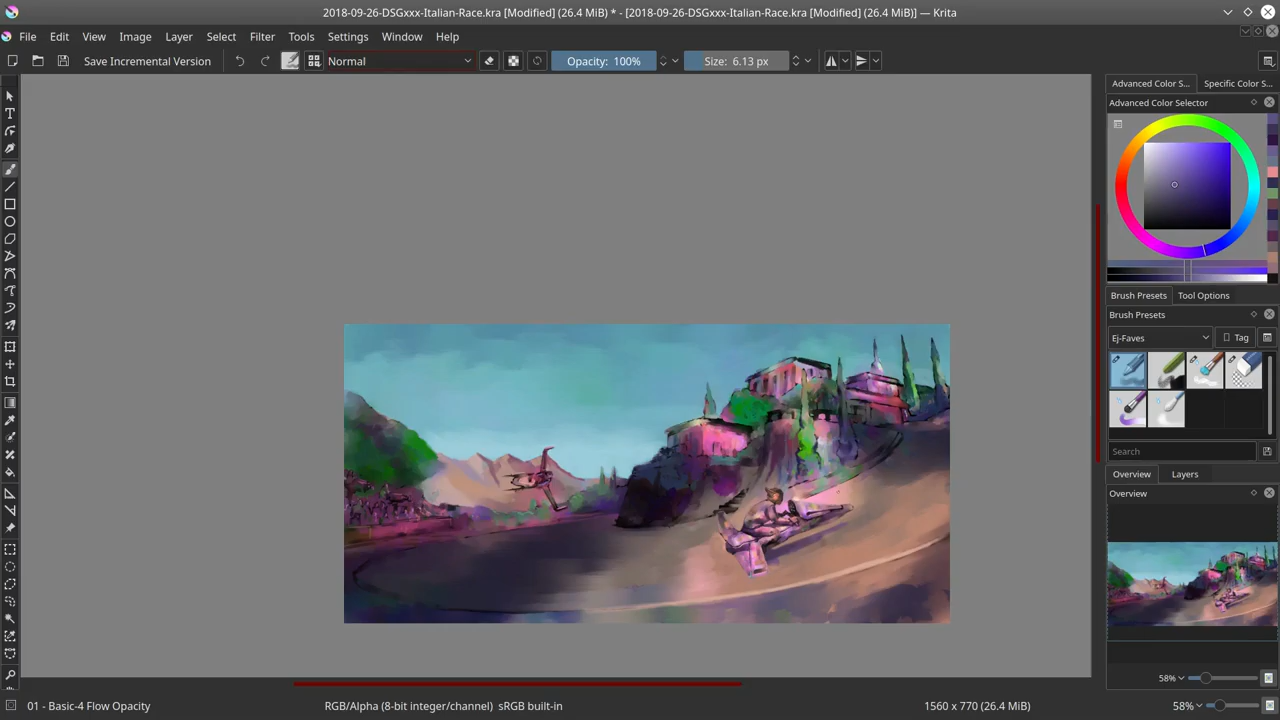 2018-09-26-DSGxxx-Italian-Race.kra [Modified] (26.4 MiB) * - [2018-09-26-DSGxxx-Italian-Race.kra [Modified] (26.4 MiB)] — Krita
File Edit View Image Layer Select Filter Tools Settings Window Help
Save Incremental Version Normal Opacity: 100% Size: 6.13 px
Advanced Color S... Specific Color S...
Advanced Color Selector
Brush Presets Tool Options
Brush Presets
Ej-Faves Tag
Search
Overview Layers
Overview
58%
01 - Basic-4 Flow Opacity RGB/Alpha (8-bit integer/channel) sRGB built-in 1560 x 770 (26.4 MiB) 58%